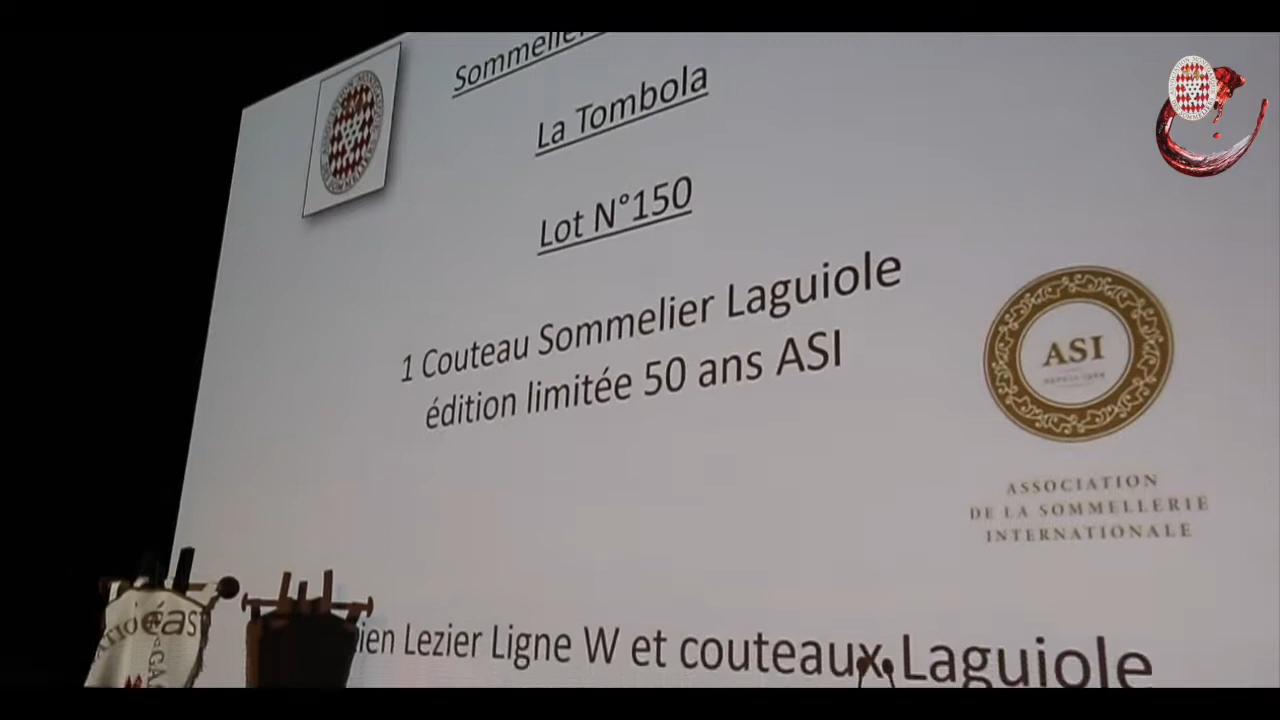 La Tombola
Lot N°150
1 Couteau Sommelier Laguiole
édition limitée 50 ans ASI
ASI
ASSOCIATION
DE LA SOMMELLERIE
INTERNATIONALE
Lezier Ligne W et couteaux Laguiole